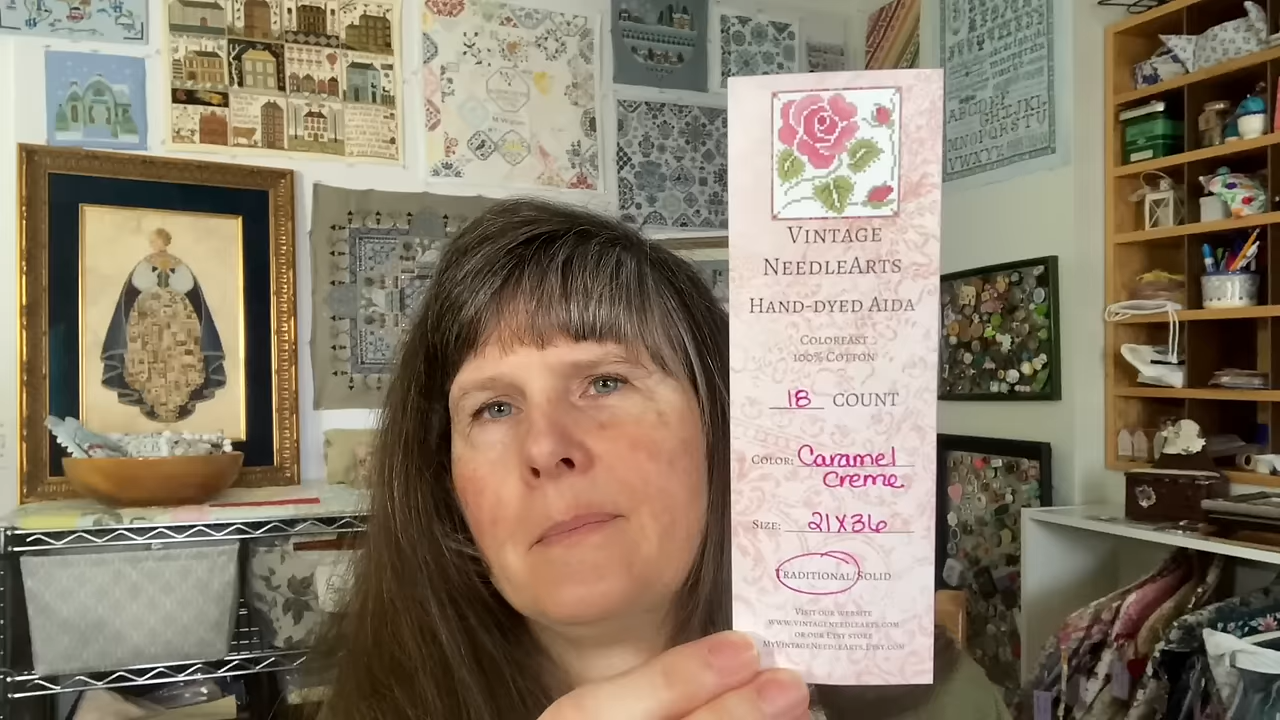 VINTAGE
NEEDLEARTS
HAND-DYED AIDA
COLORFAST
100% COTTON
18 COUNT
COLOR: Caramel
Creme
SIZE: 21X36
TRADITIONAL/SOLID
VISIT OUR WEBSITE
WWW.VINTAGENEEDLEARTS.COM
OR OUR ETSY STORE
MYVINTAGENEEDLEARTS.ETSY.COM